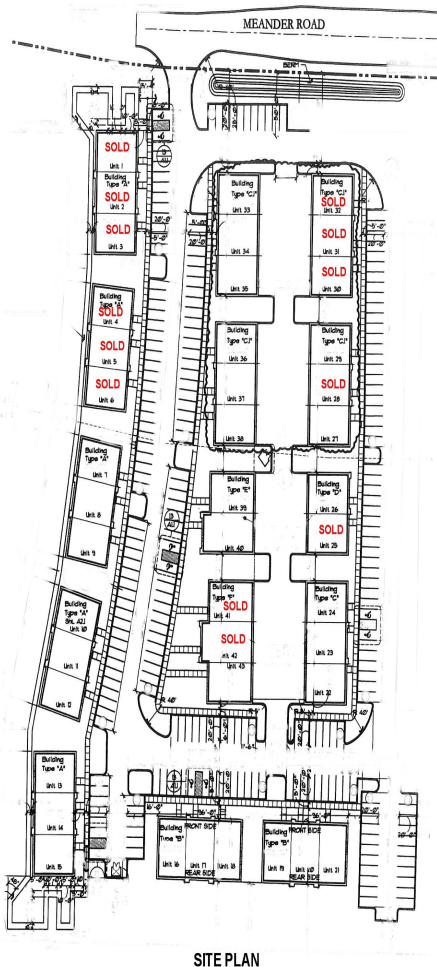 MEANDER ROAD
BERM
SOLD
Unit 1
Building
Type "A"
SOLD
Unit 2
SOLD
Unit 3
Building
Type "A"
SOLD
Unit 4
SOLD
Unit 5
SOLD
Unit 6
Building
Type "A"
Unit 7
Unit 8
Unit 9
Building
Type "A"
Unit 10
Unit 11
Unit 12
Building
Type "A"
Unit 13
Unit 14
Unit 15
Building
Type "CJ"
Unit 33
Unit 34
Unit 35
Building
Type "CJ"
Unit 36
Unit 37
Unit 38
Building
Type "E"
Unit 39
Unit 40
Building
SOLD
Unit 41
SOLD
Unit 42
Unit 43
Building
Type "CJ"
SOLD
Unit 32
SOLD
Unit 31
SOLD
Unit 30
Building
Type "CJ"
Unit 29
SOLD
Unit 28
Unit 27
Building
Type "D"
Unit 26
SOLD
Unit 25
Building
Type "C"
Unit 24
Unit 23
Unit 22
Building
Type "B"
FRONT SIDE
Unit 16
Unit 17
Unit 18
REAR SIDE
Building
Type "B"
FRONT SIDE
Unit 19
Unit 20
Unit 21
REAR SIDE
SITE PLAN